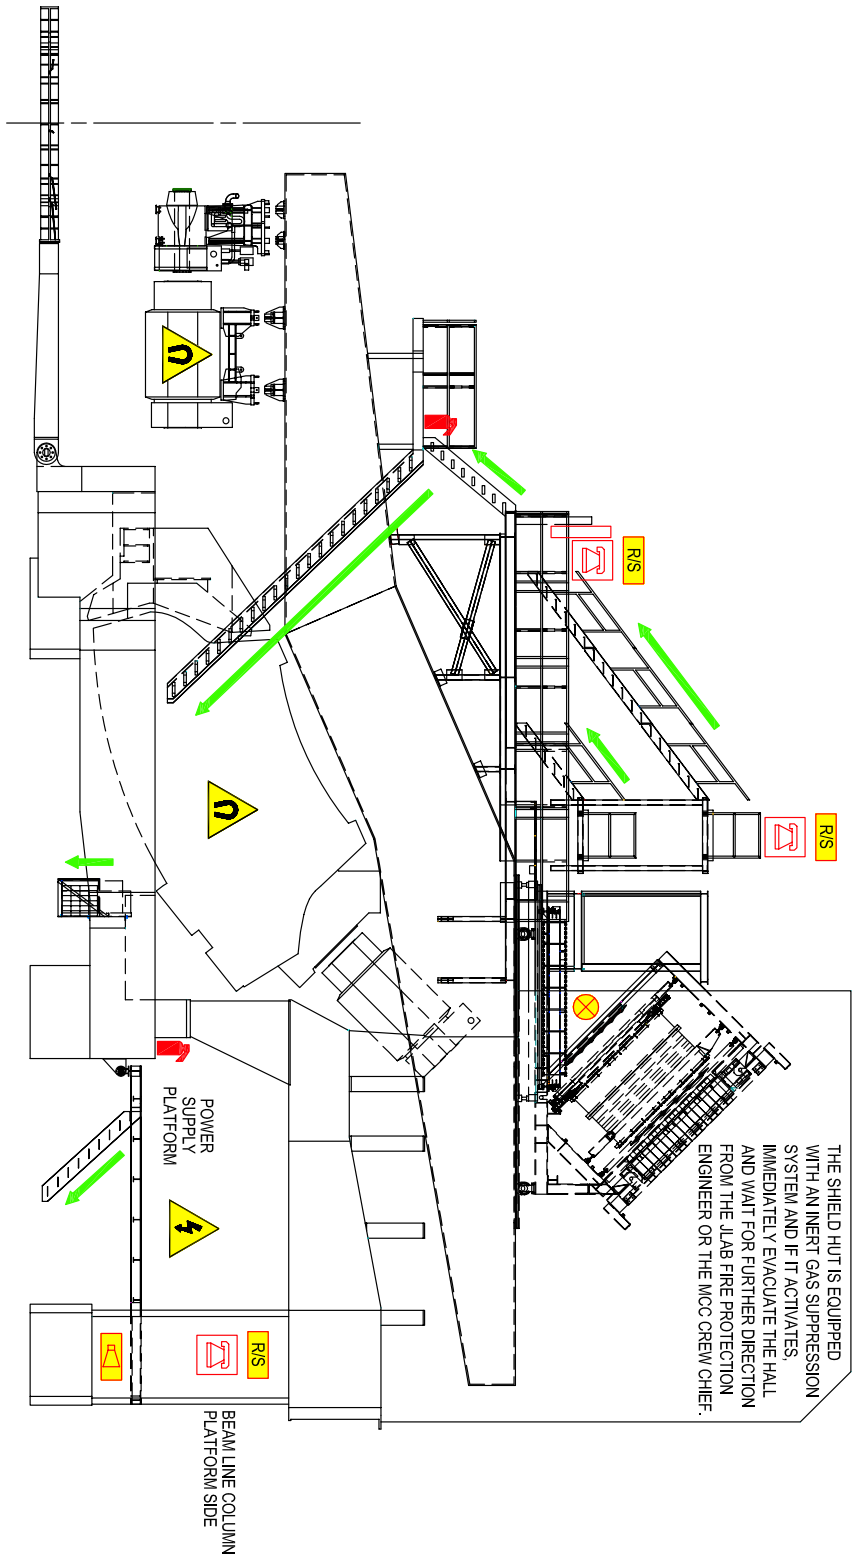 THE SHIELD HUT IS EQUIPPED
WITH AN INERT GAS SUPPRESSION
SYSTEM AND IF IT ACTIVATES,
IMMEDIATELY EVACUATE THE HALL
AND WAIT FOR FURTHER DIRECTION
FROM THE JLAB FIRE PROTECTION
ENGINEER OR THE MCC CREW CHIEF.
R/S
R/S
R/S
POWER
SUPPLY
PLATFORM
BEAM LINE COLUMN
PLATFORM SIDE